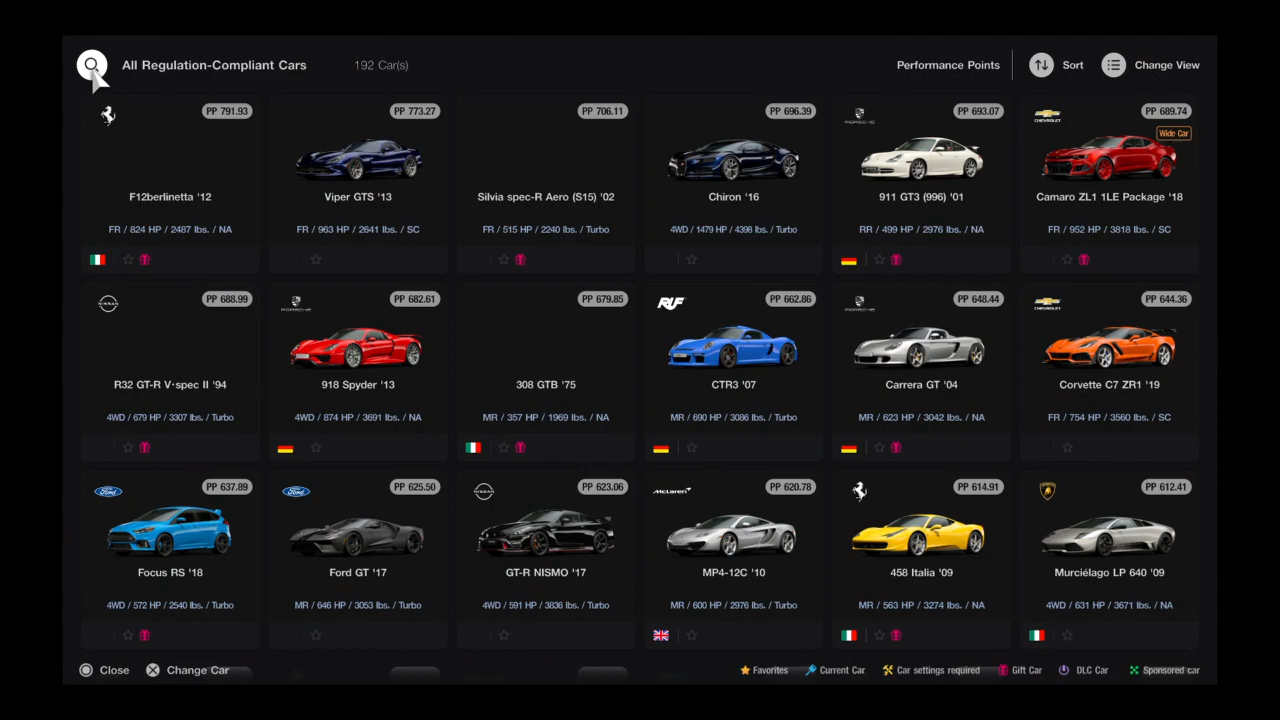 All Regulation-Compliant Cars 192 Car(s) Performance Points Sort Change View
PP 791.93
F12berlinetta '12
FR / 824 HP / 2487 lbs. / NA
PP 773.27
Viper GTS '13
FR / 963 HP / 2641 lbs. / SC
PP 706.11
Silvia spec-R Aero (S15) '02
FR / 515 HP / 2240 lbs. / Turbo
PP 696.39
Chiron '16
4WD / 1479 HP / 4398 lbs. / Turbo
PORSCHE PP 693.07
911 GT3 (996) '01
RR / 499 HP / 2976 lbs. / NA
CHEVROLET PP 689.74
Wide Car
Camaro ZL1 1LE Package '18
FR / 952 HP / 3818 lbs. / SC
NISSAN PP 688.99
R32 GT-R V･spec II '94
4WD / 679 HP / 3307 lbs. / Turbo
PORSCHE PP 682.61
918 Spyder '13
4WD / 874 HP / 3691 lbs. / NA
PP 679.85
308 GTB '75
MR / 357 HP / 1969 lbs. / NA
RUF PP 662.86
CTR3 '07
MR / 690 HP / 3086 lbs. / Turbo
PORSCHE PP 648.44
Carrera GT '04
MR / 623 HP / 3042 lbs. / NA
CHEVROLET PP 644.36
Corvette C7 ZR1 '19
FR / 754 HP / 3560 lbs. / SC
Ford PP 637.89
Focus RS '18
4WD / 572 HP / 2540 lbs. / Turbo
Ford PP 625.50
Ford GT '17
MR / 646 HP / 3053 lbs. / Turbo
NISSAN PP 623.06
GT-R NISMO '17
4WD / 591 HP / 3836 lbs. / Turbo
McLaren PP 620.78
MP4-12C '10
MR / 600 HP / 2976 lbs. / Turbo
PP 614.91
458 Italia '09
MR / 563 HP / 3274 lbs. / NA
PP 612.41
Murciélago LP 640 '09
4WD / 631 HP / 3671 lbs. / NA
Close Change Car Favorites Current Car Car settings required Gift Car DLC Car Sponsored car